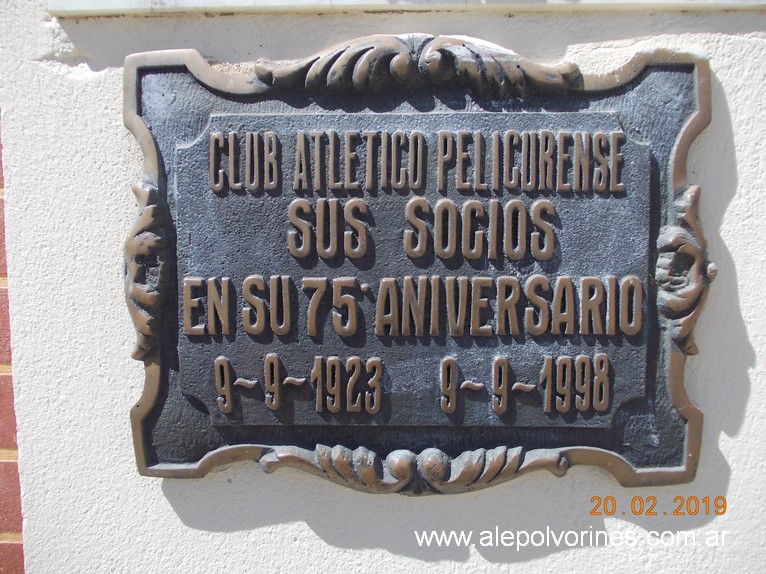 CLUB ATLETICO PELICURENSE
SUS SOCIOS
EN SU 75° ANIVERSARIO
9-9-1923 9-9-1998
20.02.2019
www.alepolvorines.com.ar